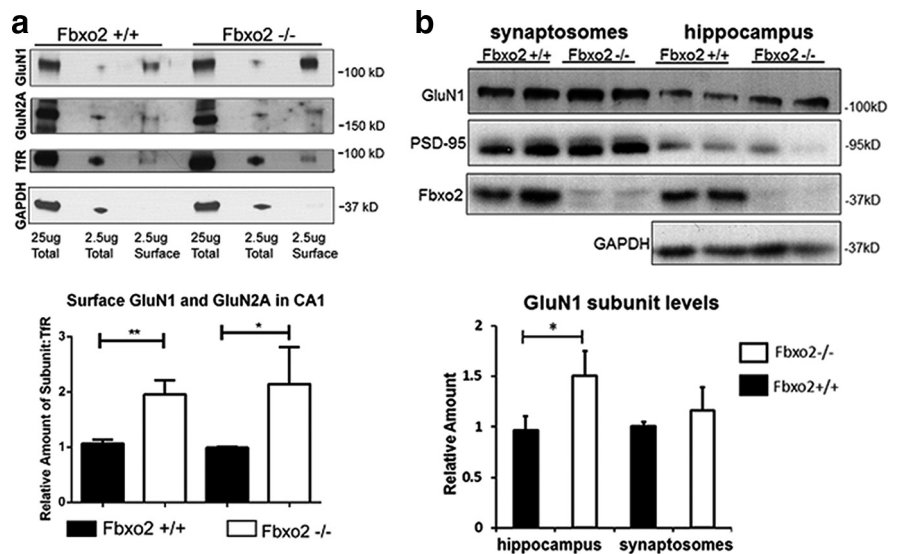 a
Fbxo2 +/+ Fbxo2 -/-
GluN1
-100 kD
GluN2A
-150 kD
TfR
-100 kD
GAPDH
-37 kD
25ug 2.5ug 2.5ug 25ug 2.5ug 2.5ug
Total Total Surface Total Total Surface
Surface GluN1 and GluN2A in CA1
Relative Amount of Subunit:TfR
3
**
*
2
1
0
Fbxo2 +/+ Fbxo2 -/-
b
synaptosomes hippocampus
Fbxo2 +/+ Fbxo2 -/- Fbxo2 +/+ Fbxo2 -/-
GluN1
-100kD
PSD-95
-95kD
Fbxo2
-37kD
GAPDH
-37kD
GluN1 subunit levels
Relative Amount
2
*
1.5
1
0.5
0
hippocampus synaptosomes
Fbxo2-/-
Fbxo2+/+